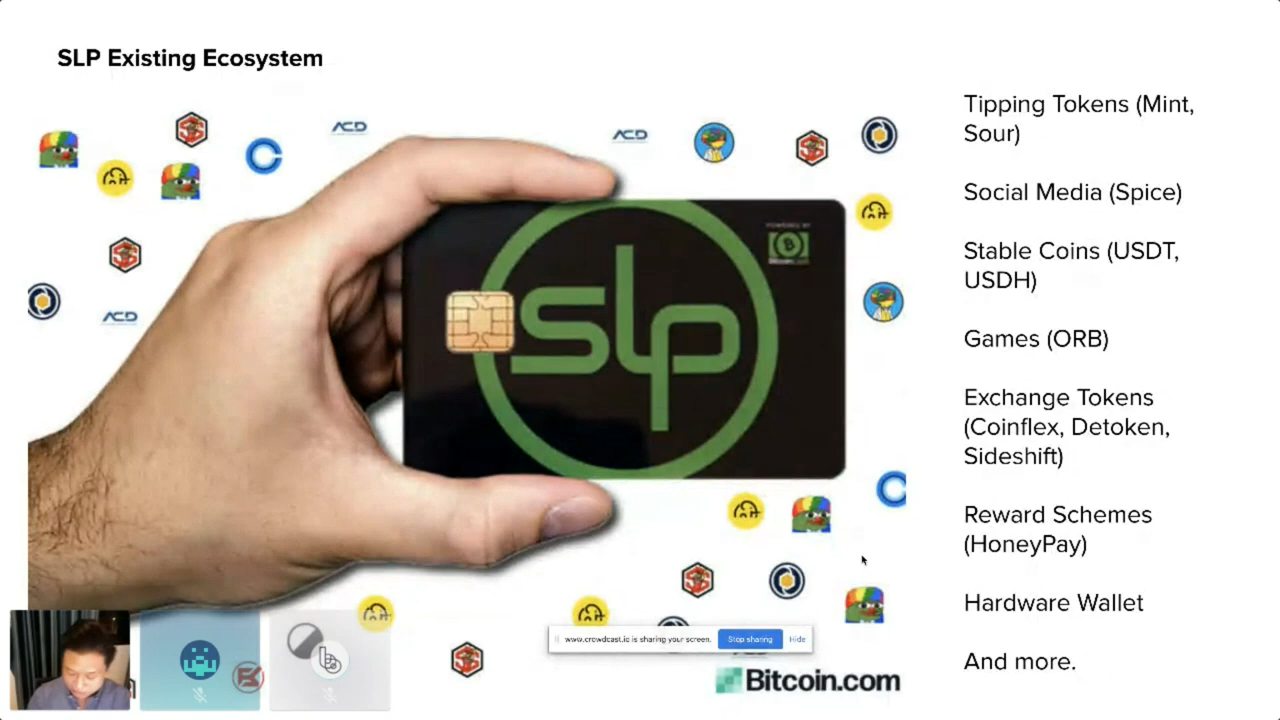 SLP Existing Ecosystem
ACD
ACD
ACD
POWERED BY
slp
Tipping Tokens (Mint,
Sour)
Social Media (Spice)
Stable Coins (USDT,
USDH)
Games (ORB)
Exchange Tokens
(Coinflex, Detoken,
Sideshift)
Reward Schemes
(HoneyPay)
Hardware Wallet
And more.
www.crowdcast.io is sharing your screen.
Stop sharing
Hide
Bitcoin.com